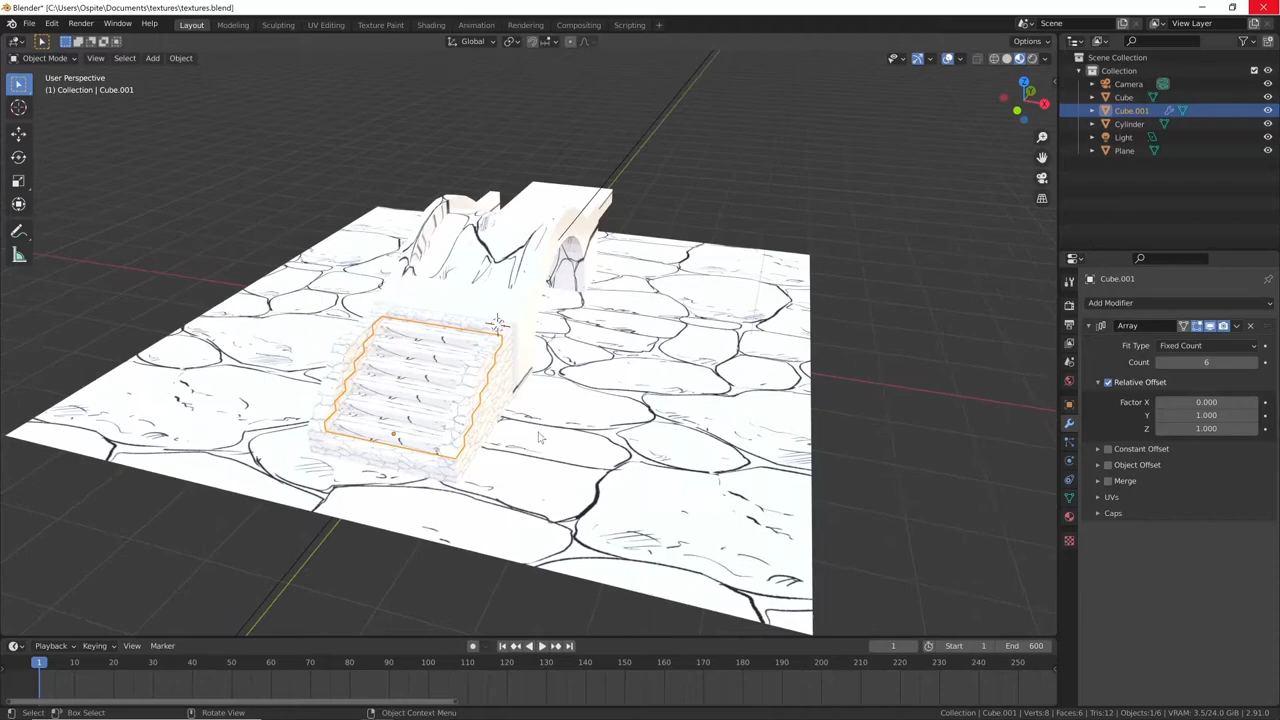 Blender* [C:\Users\Ospite\Documents\textures\textures.blend]
File Edit Render Window Help Layout Modeling Sculpting UV Editing Texture Paint Shading Animation Rendering Compositing Scripting + Scene View Layer
Global Options
Object Mode View Select Add Object
User Perspective
(1) Collection | Cube.001
Z
Y
X
Scene Collection
Collection
Camera
Cube
Cube.001
Cylinder
Light
Plane
Cube.001
Add Modifier
Array
Fit Type Fixed Count
Count 6
Relative Offset
Factor X 0.000
Y 1.000
Z 1.000
Constant Offset
Object Offset
Merge
UVs
Caps
Playback Keying View Marker 1 Start 1 End 600
1 10 20 30 40 50 60 70 80 90 100 110 120 130 140 150 160 170 180 190 200 210 220 230 240 250
Select Box Select Rotate View Object Context Menu Collection | Cube.001 | Verts:8 | Faces:6 | Tris:12 | Objects:1/6 | VRAM: 3.5/24.0 GiB | 2.91.0